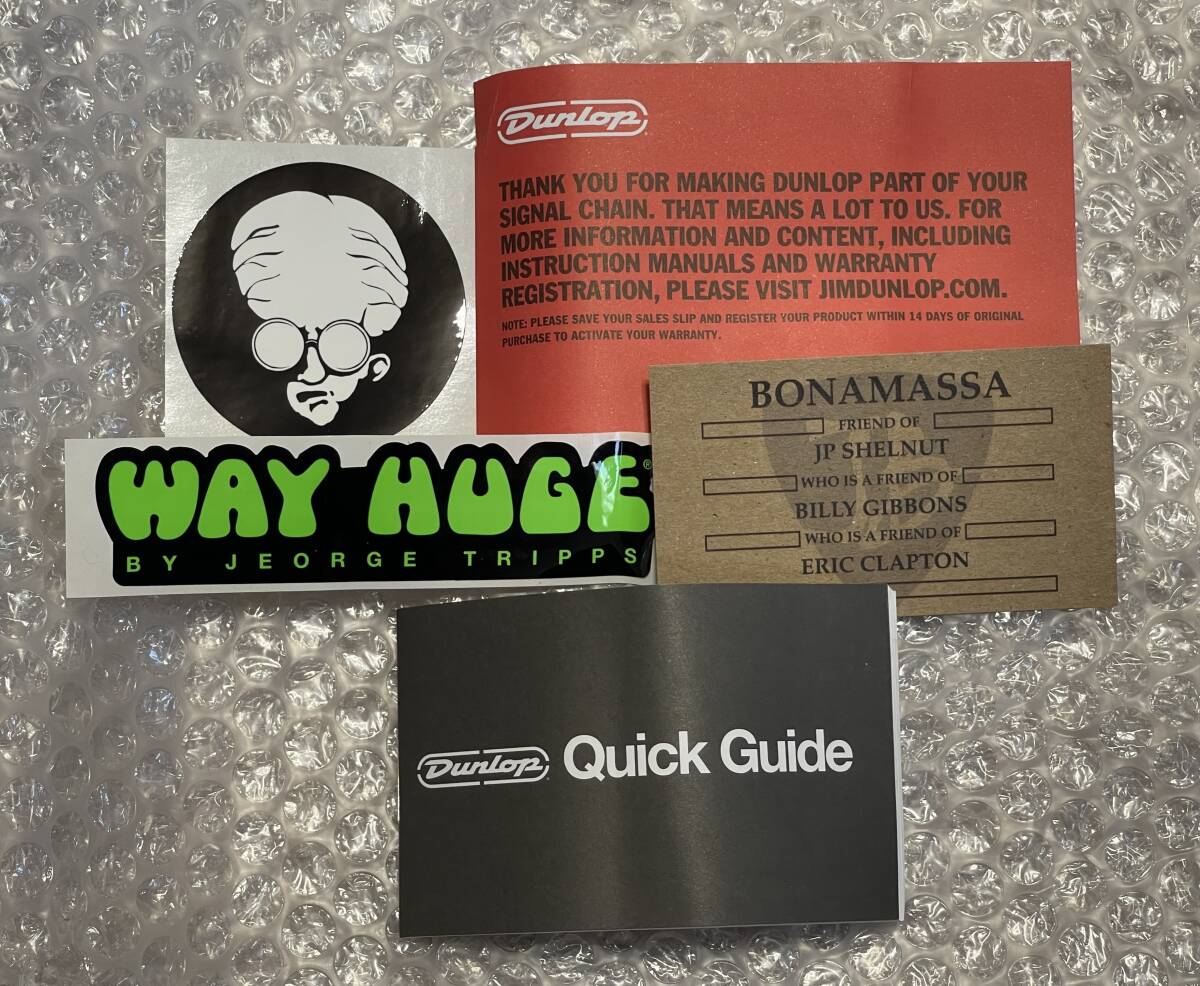 Dunlop
THANK YOU FOR MAKING DUNLOP PART OF YOUR
SIGNAL CHAIN. THAT MEANS A LOT TO US. FOR
MORE INFORMATION AND CONTENT, INCLUDING
INSTRUCTION MANUALS AND WARRANTY
REGISTRATION, PLEASE VISIT JIMDUNLOP.COM.
NOTE: PLEASE SAVE YOUR SALES SLIP AND REGISTER YOUR PRODUCT WITHIN 14 DAYS OF ORIGINAL
PURCHASE TO ACTIVATE YOUR WARRANTY.
BONAMASSA
FRIEND OF
JP SHELNUT
WHO IS A FRIEND OF
BILLY GIBBONS
WHO IS A FRIEND OF
ERIC CLAPTON
WAY HUGE®
BY JEORGE TRIPPS
Dunlop Quick Guide